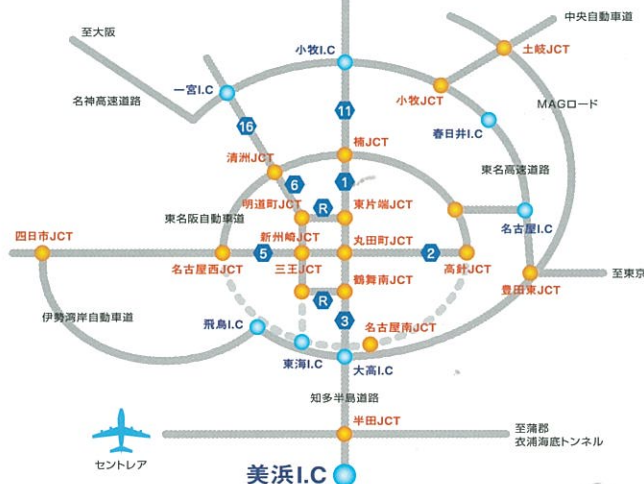 中央自動車道
至大阪
土岐JCT
小牧I.C
一宮I.C
小牧JCT
名神高速道路
MAGロード
11
春日井I.C
16
楠JCT
清洲JCT
東名高速道路
6
1
明道町JCT
R
東片端JCT
東名阪自動車道
名古屋I.C
四日市JCT
新州崎JCT
丸田町JCT
名古屋西JCT
5
三王JCT
2
高針JCT
至東京
豊田東JCT
鶴舞南JCT
R
伊勢湾岸自動車道
飛鳥I.C
3
名古屋南JCT
東海I.C
大高I.C
知多半島道路
半田JCT
至蒲郡
衣浦海底トンネル
セントレア
美浜I.C